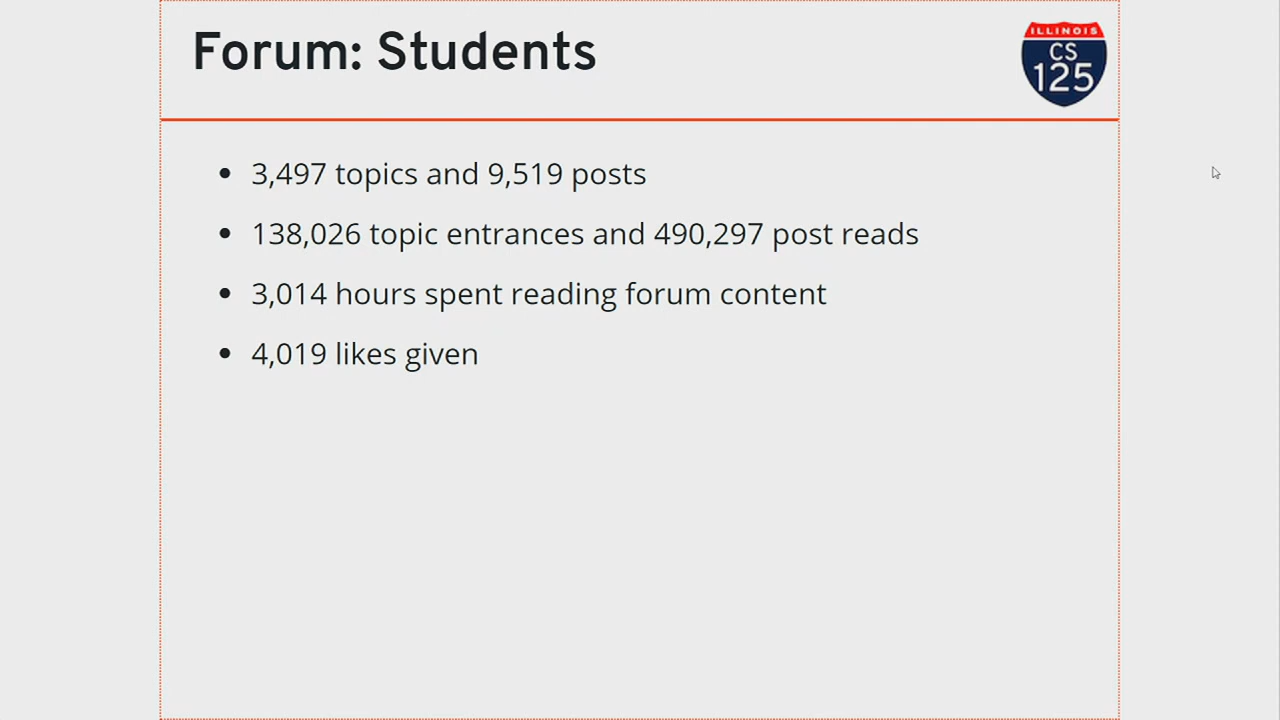 Forum: Students
ILLINOIS
CS
125
3,497 topics and 9,519 posts
138,026 topic entrances and 490,297 post reads
3,014 hours spent reading forum content
4,019 likes given